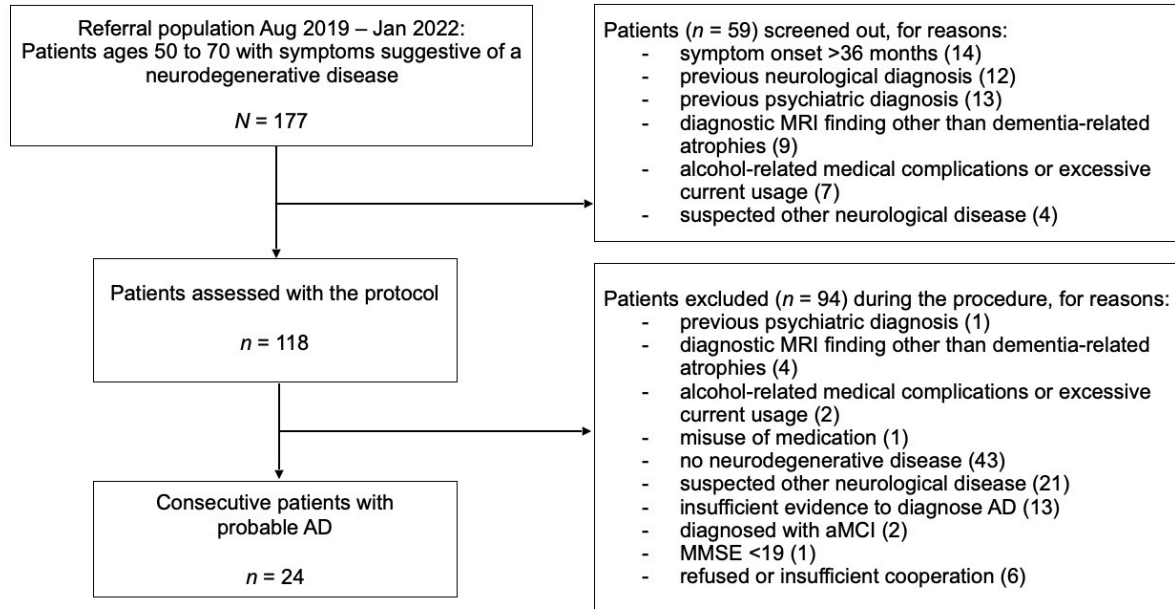 Referral population Aug 2019 – Jan 2022:
Patients ages 50 to 70 with symptoms suggestive of a
neurodegenerative disease
N = 177
Patients (n = 59) screened out, for reasons:
- symptom onset >36 months (14)
- previous neurological diagnosis (12)
- previous psychiatric diagnosis (13)
- diagnostic MRI finding other than dementia-related
atrophies (9)
- alcohol-related medical complications or excessive
current usage (7)
- suspected other neurological disease (4)
Patients assessed with the protocol
n = 118
Patients excluded (n = 94) during the procedure, for reasons:
- previous psychiatric diagnosis (1)
- diagnostic MRI finding other than dementia-related
atrophies (4)
- alcohol-related medical complications or excessive
current usage (2)
- misuse of medication (1)
- no neurodegenerative disease (43)
- suspected other neurological disease (21)
- insufficient evidence to diagnose AD (13)
- diagnosed with aMCI (2)
- MMSE <19 (1)
- refused or insufficient cooperation (6)
Consecutive patients with
probable AD
n = 24